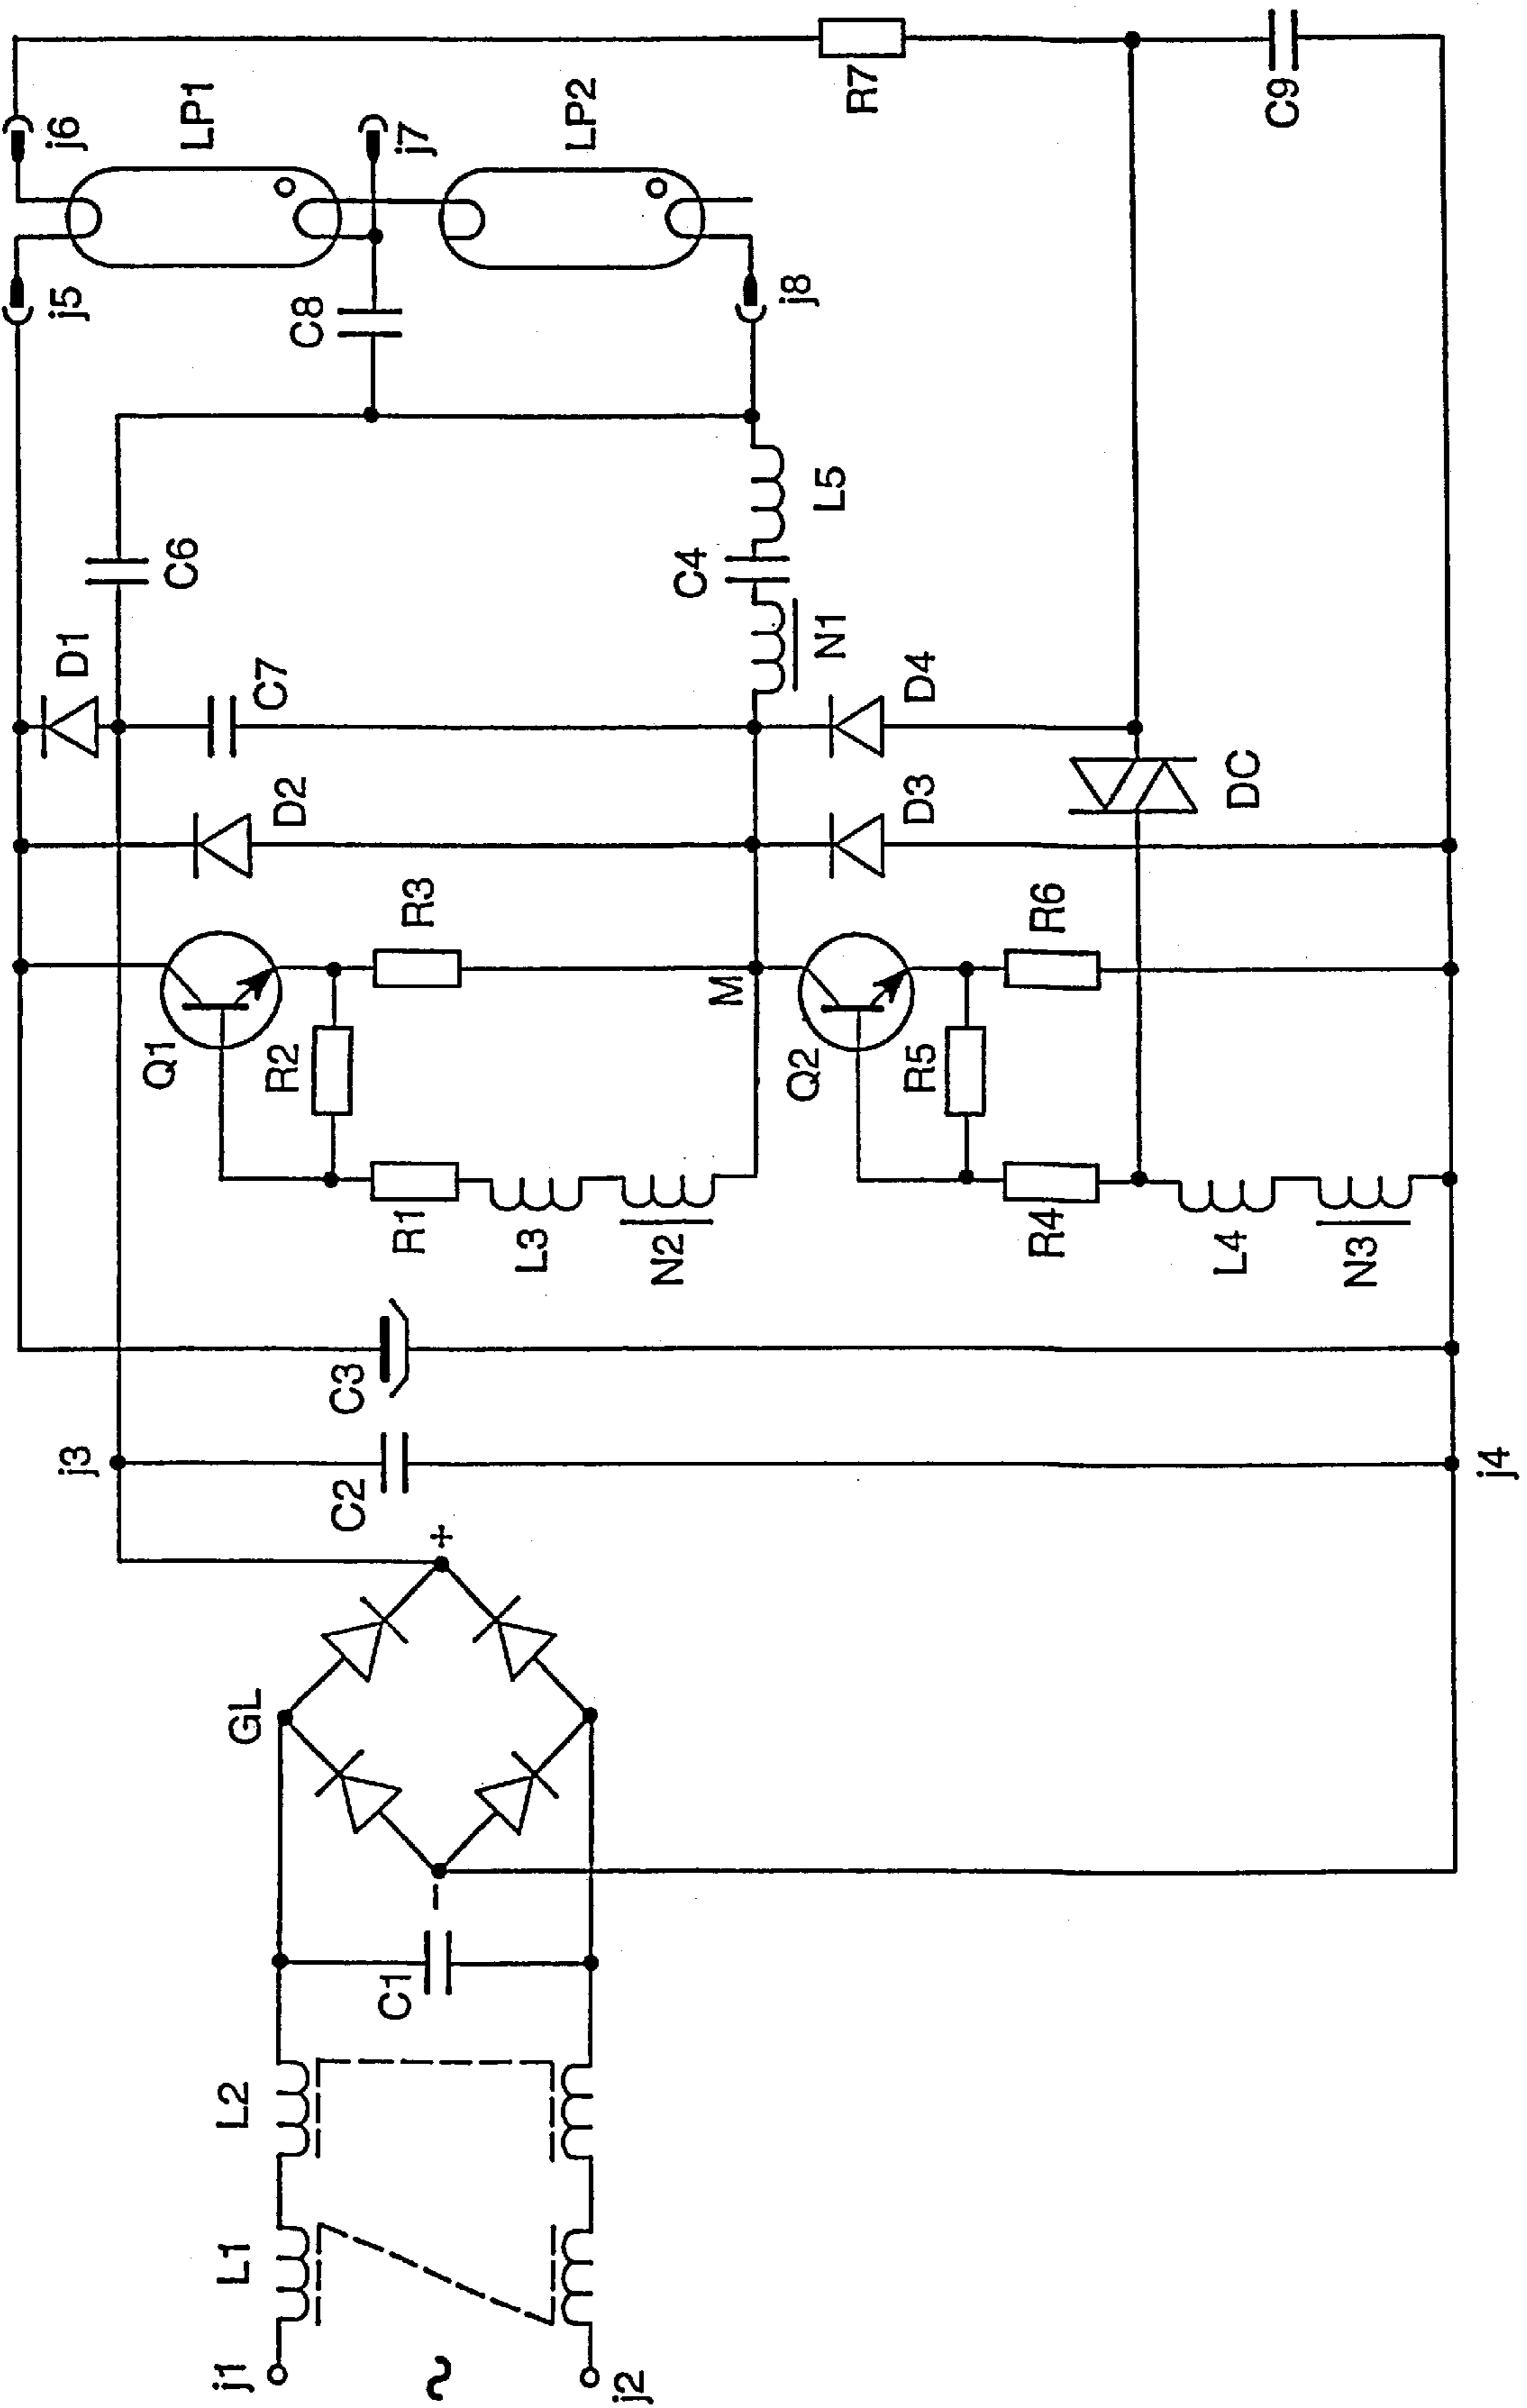 j1
~
j2
L1
L2
C1
−
GL
+
j3
C2
C3
j4
R1
L3
N2
R4
L4
N3
Q1
R2
R3
M
Q2
R5
R6
D2
D3
DC
D1
C7
D4
C6
N1
C4
L5
C8
j5
j6
LP1
j7
LP2
j8
R7
C9